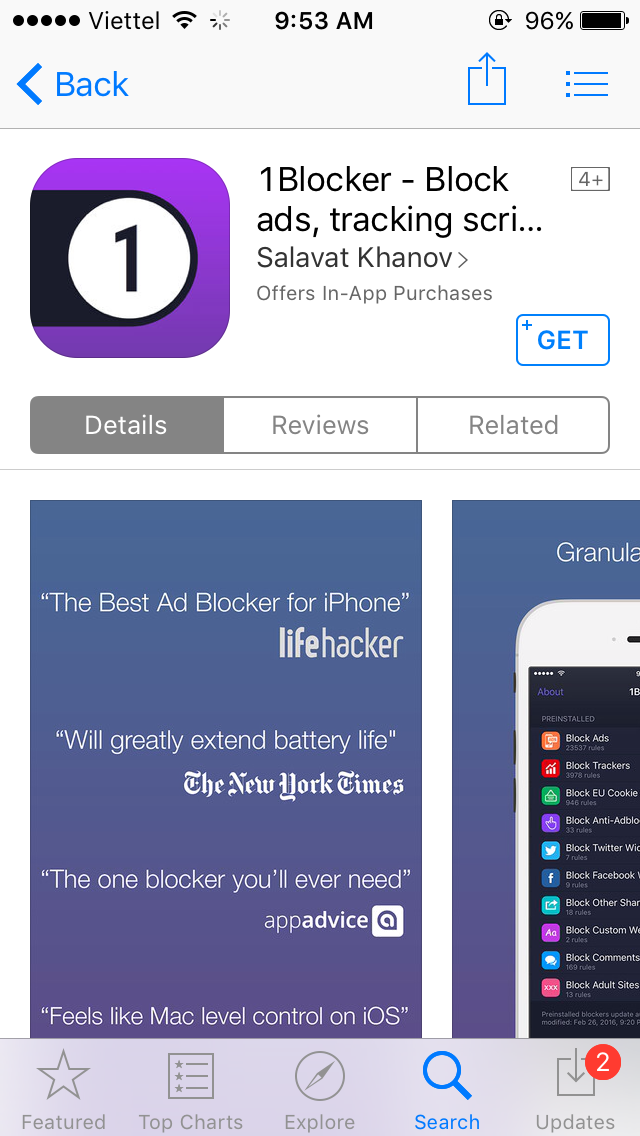 Viettel 9:53 AM 96%
Back
1
1Blocker - Block
ads, tracking scri...
4+
Salavat Khanov
Offers In-App Purchases
+ GET
Details Reviews Related
“The Best Ad Blocker for iPhone”
lifehacker
“Will greatly extend battery life"
The New York Times
“The one blocker you’ll ever need”
appadvice
“Feels like Mac level control on iOS”
Granula
About 1B
PREINSTALLED
Block Ads
23537 rules
Block Trackers
3978 rules
Block EU Cookie
946 rules
Block Anti-Adblo
33 rules
Block Twitter Wid
7 rules
Block Facebook W
9 rules
Block Other Shar
18 rules
Aa
Block Custom We
2 rules
Block Comments
169 rules
XXX
Block Adult Sites
13 rules
Preinstalled blockers update a
modified: Feb 26, 2016, 9:20 P
2
Featured Top Charts Explore Search Updates